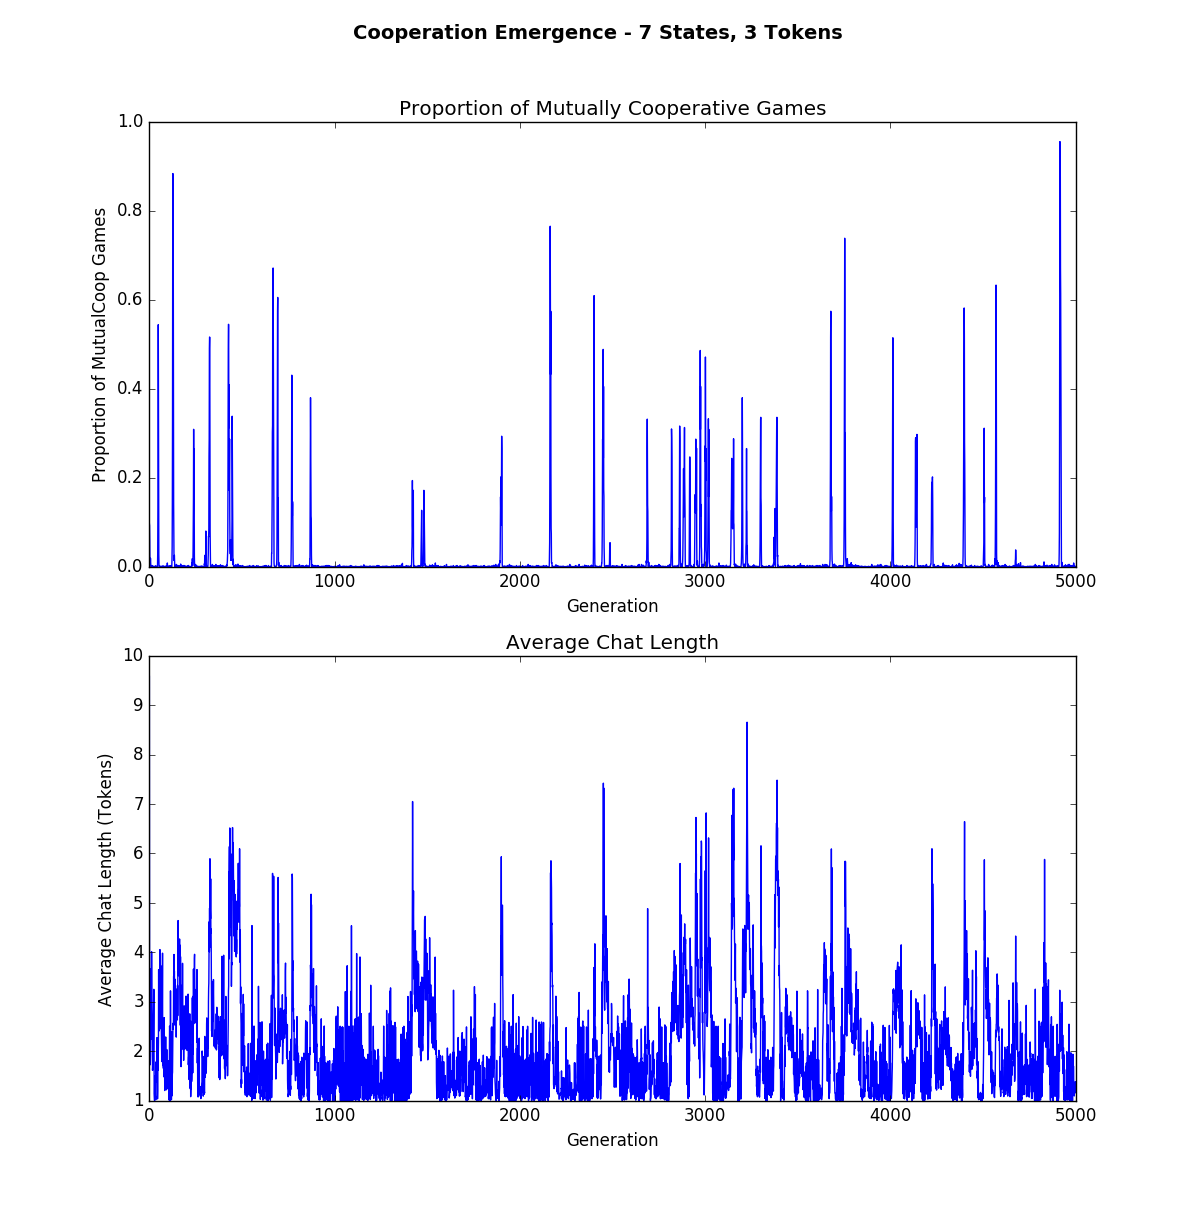 Cooperation Emergence - 7 States, 3 Tokens
Proportion of Mutually Cooperative Games
1.0
0.8
0.6
0.4
0.2
0.0
Proportion of MutualCoop Games
0 1000 2000 3000 4000 5000
Generation
Average Chat Length
10
9
8
7
6
5
4
3
2
1
Average Chat Length (Tokens)
0 1000 2000 3000 4000 5000
Generation